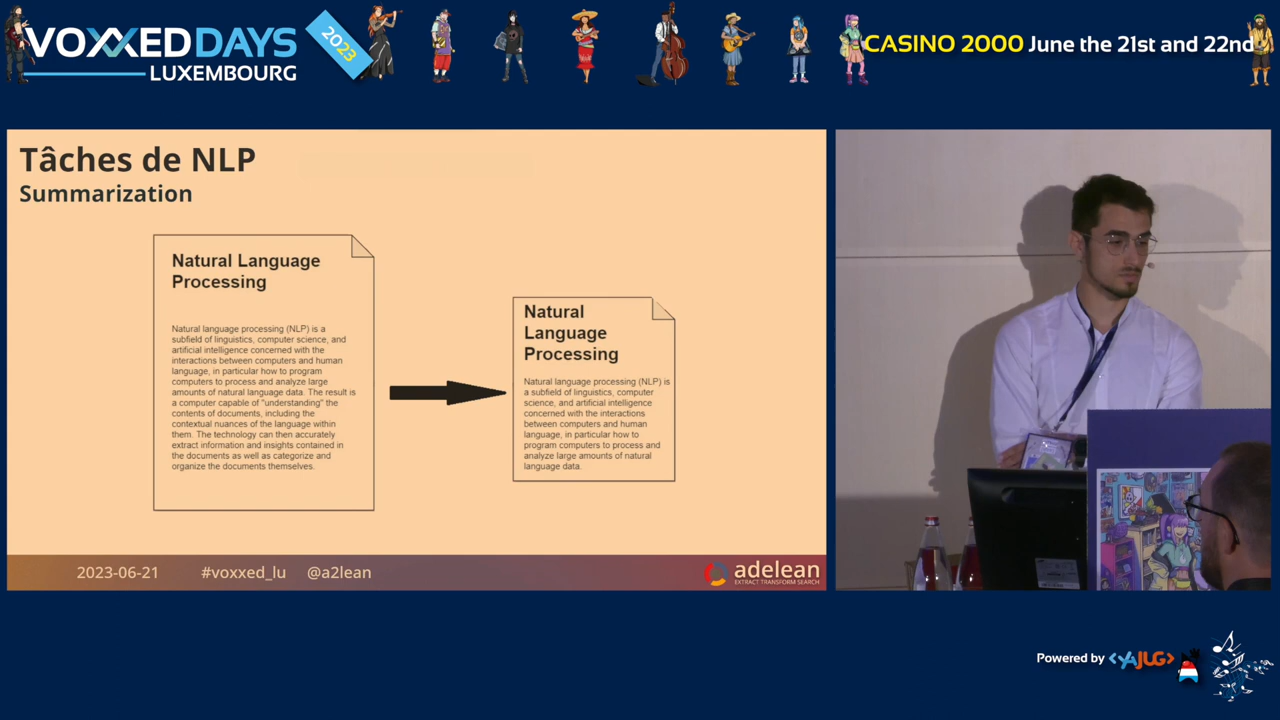 VOXXED DAYS
LUXEMBOURG
2023
CASINO 2000 June the 21st and 22nd
Tâches de NLP
Summarization
Natural Language
Processing
Natural language processing (NLP) is a
subfield of linguistics, computer science, and
artificial intelligence concerned with the
interactions between computers and human
language, in particular how to program
computers to process and analyze large
amounts of natural language data. The result is
a computer capable of "understanding" the
contents of documents, including the
contextual nuances of the language within
them. The technology can then accurately
extract information and insights contained in
the documents as well as categorize and
organize the documents themselves.
Natural
Language
Processing
Natural language processing (NLP) is
a subfield of linguistics, computer
science, and artificial intelligence
concerned with the interactions
between computers and human
language, in particular how to
program computers to process and
analyze large amounts of natural
language data.
2023-06-21 #voxxed_lu @a2lean
adelean
EXTRACT TRANSFORM SEARCH
Powered by <YAJUG>